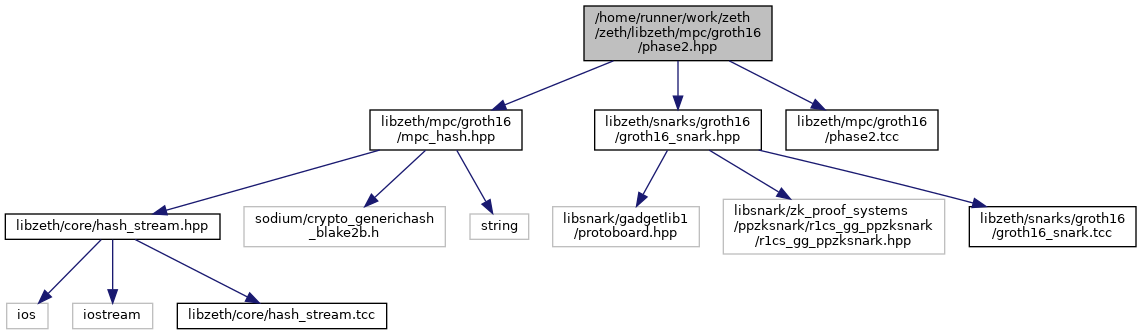 /home/runner/work/zeth
/zeth/libzeth/mpc/groth16
/phase2.hpp
libzeth/mpc/groth16
/mpc_hash.hpp
libzeth/snarks/groth16
/groth16_snark.hpp
libzeth/mpc/groth16
/phase2.tcc
libzeth/core/hash_stream.hpp
sodium/crypto_generichash
_blake2b.h
string
libsnark/gadgetlib1
/protoboard.hpp
libsnark/zk_proof_systems
/ppzksnark/r1cs_gg_ppzksnark
/r1cs_gg_ppzksnark.hpp
libzeth/snarks/groth16
/groth16_snark.tcc
ios
iostream
libzeth/core/hash_stream.tcc